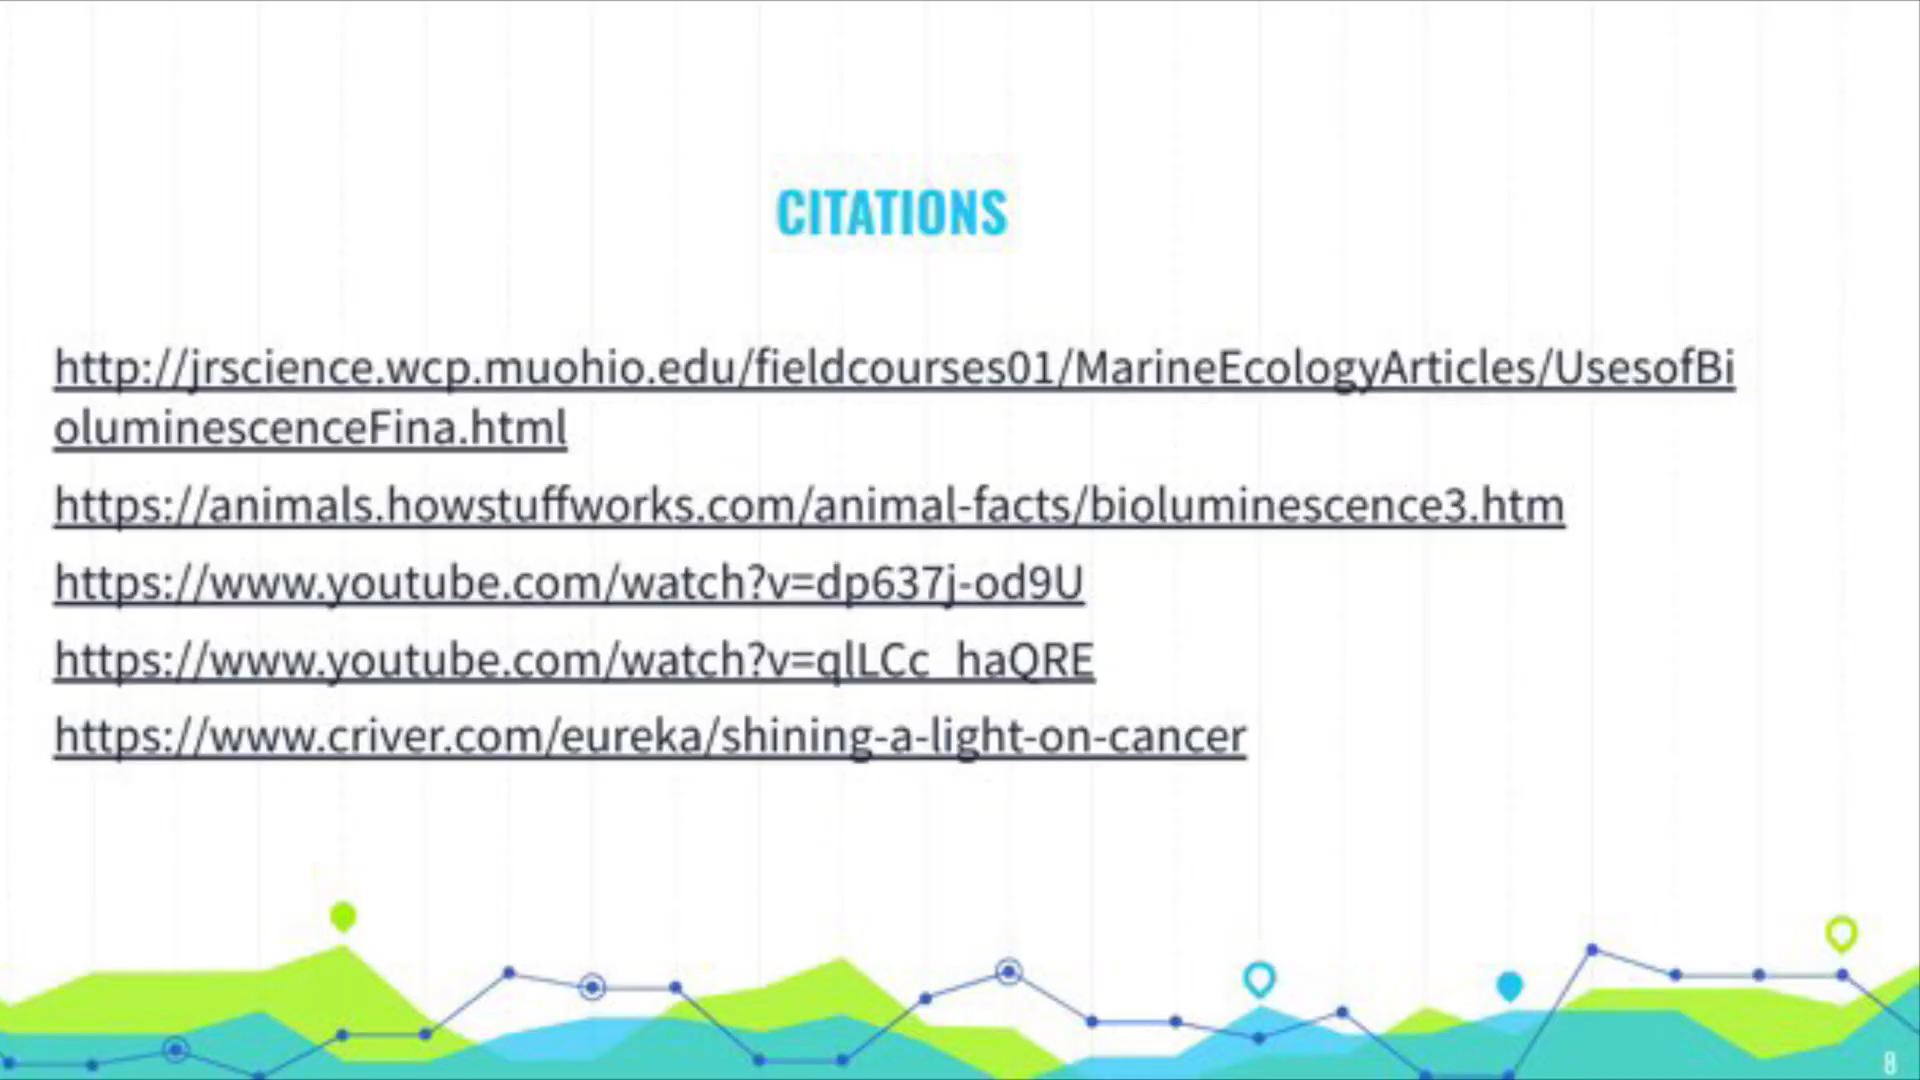 CITATIONS
http://jrscience.wcp.muohio.edu/fieldcourses01/MarineEcologyArticles/UsesofBi
oluminescenceFina.html
https://animals.howstuffworks.com/animal-facts/bioluminescence3.htm
https://www.youtube.com/watch?v=dp637j-od9U
https://www.youtube.com/watch?v=qlLCc_haQRE
https://www.criver.com/eureka/shining-a-light-on-cancer
8